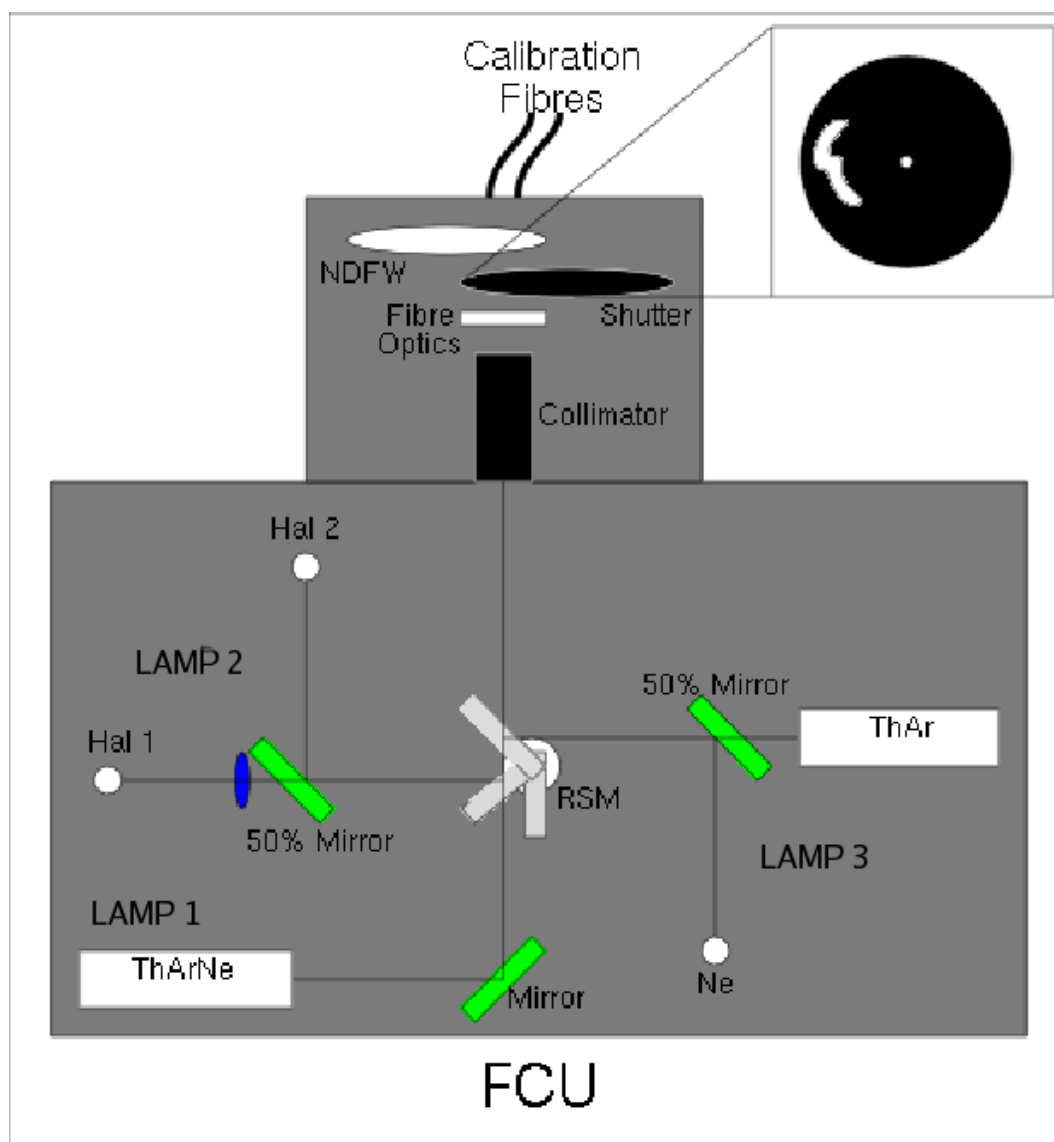 Calibration
Fibres
NDFW
Fibre
Optics
Shutter
Collimator
Hal 2
LAMP 2
50% Mirror
ThAr
Hal 1
RSM
50% Mirror
LAMP 3
LAMP 1
ThArNe
Mirror
Ne
FCU